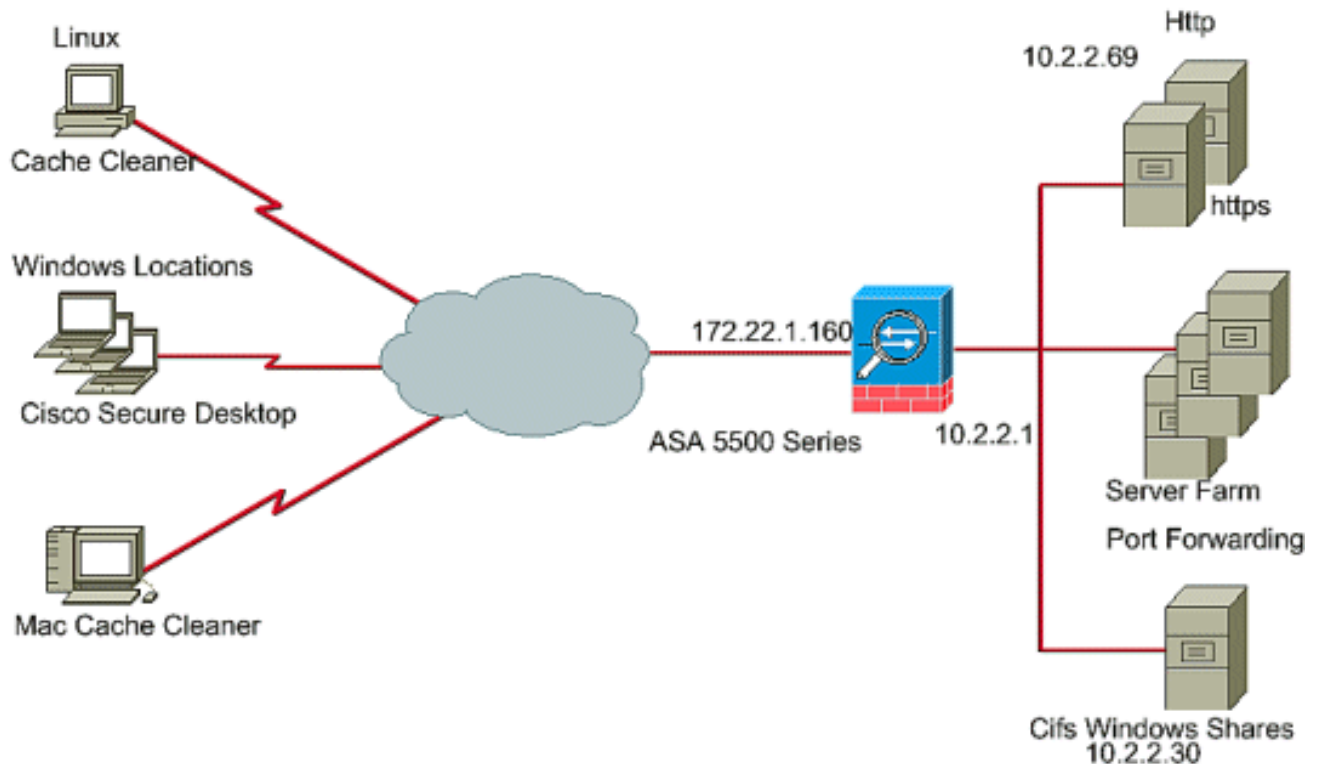 Linux
Cache Cleaner
Windows Locations
Cisco Secure Desktop
Mac Cache Cleaner
172.22.1.160
ASA 5500 Series
10.2.2.1
Http
10.2.2.69
https
Server Farm
Port Forwarding
Cifs Windows Shares
10.2.2.30